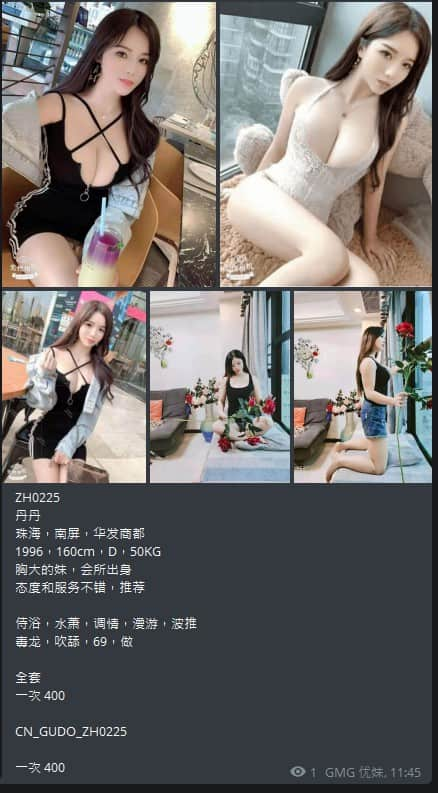 ZH0225
丹丹
珠海，南屏，华发商都
1996，160cm，D，50KG
胸大的妹，会所出身
态度和服务不错，推荐
侍浴，水萧，调情，漫游，波推
毒龙，吹舔，69，做
全套
一次 400
CN_GUDO_ZH0225
一次 400
1 GMG 优妹, 11:45